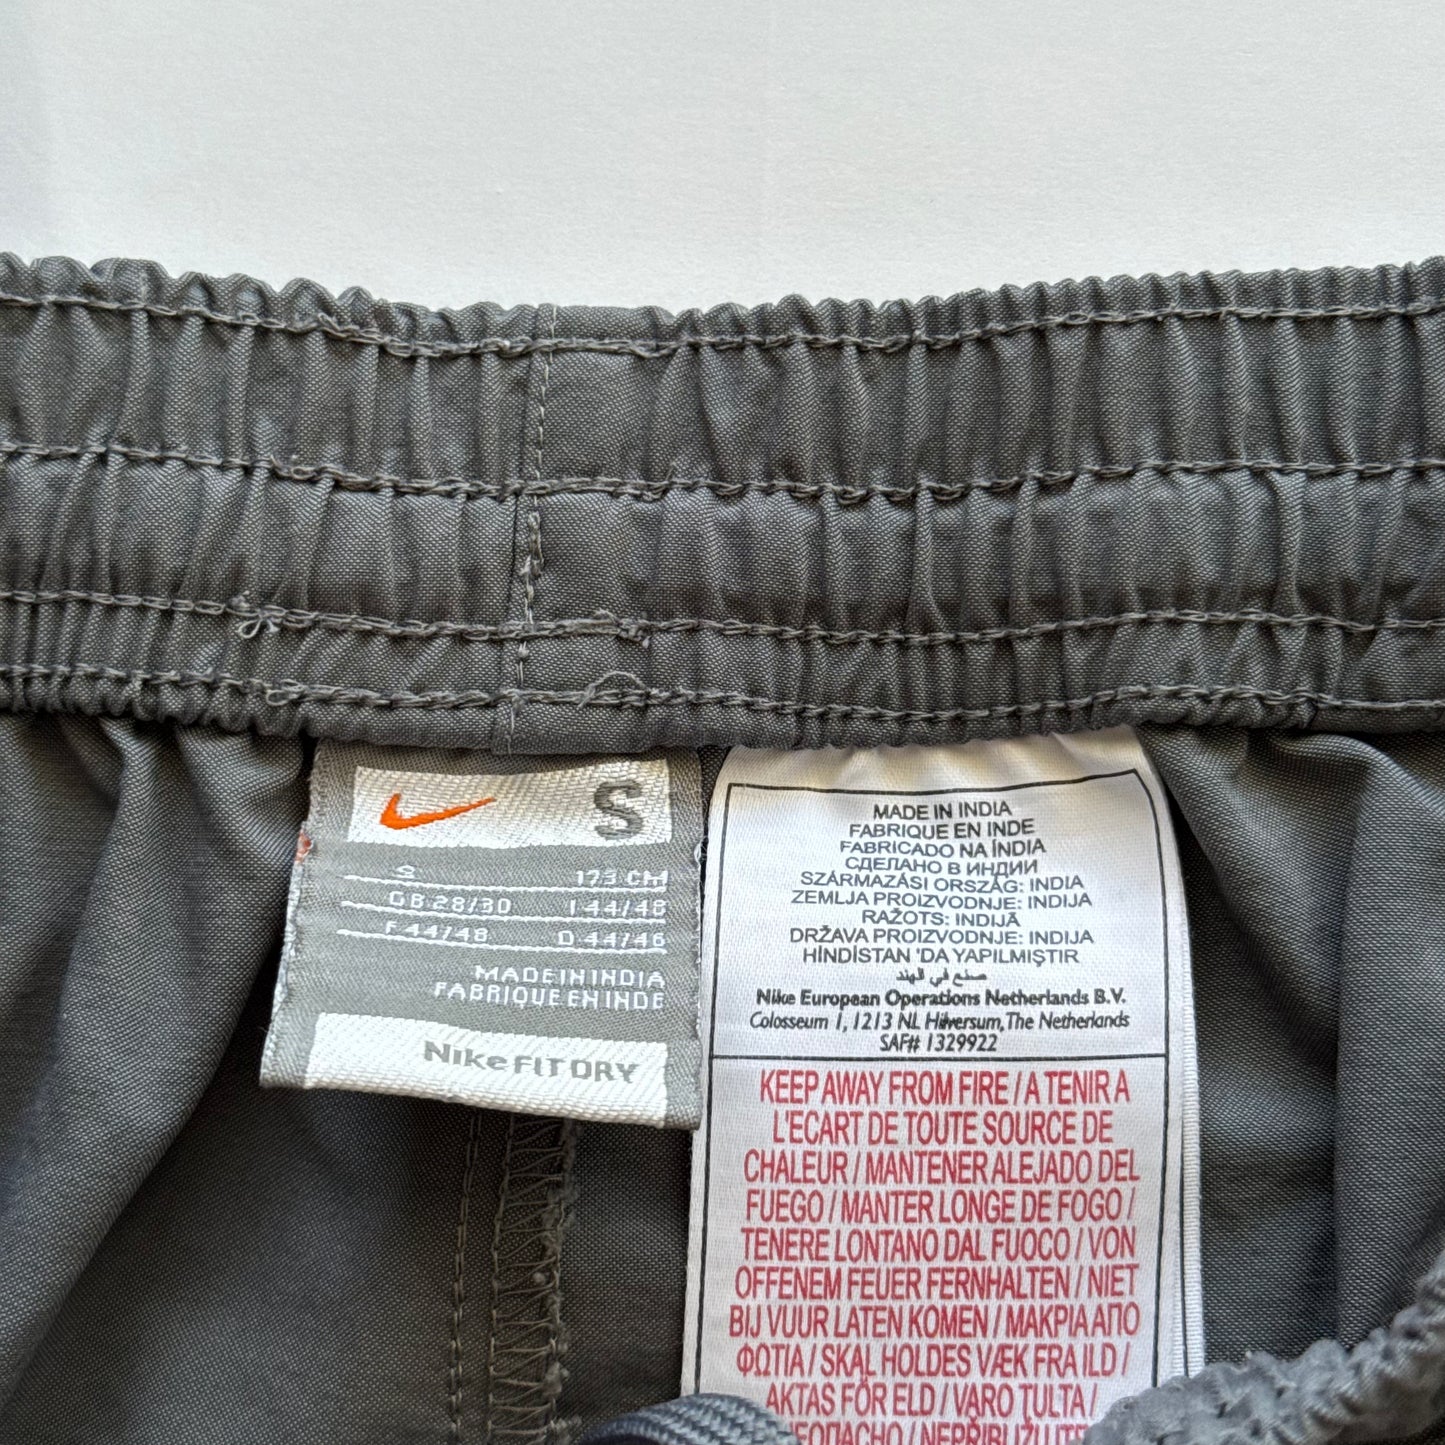 S
S 173 CM
GB 28/30 I 44/48
F 44/48 D 44/46
MADE IN INDIA
FABRIQUE EN INDE
Nike FIT DRY
MADE IN INDIA
FABRIQUE EN INDE
FABRICADO NA ÍNDIA
СДЕЛАНО В ИНДИИ
SZÁRMAZÁSI ORSZÁG: INDIA
ZEMLJA PROIZVODNJE: INDIJA
RAŽOTS: INDIJĀ
DRŽAVA PROIZVODNJE: INDIJA
HİNDİSTAN 'DA YAPILMIŞTIR
صنع في الهند
Nike European Operations Netherlands B.V.
Colosseum 1, 1213 NL Hilversum, The Netherlands
SAF# 1329922
KEEP AWAY FROM FIRE / A TENIR A
L'ECART DE TOUTE SOURCE DE
CHALEUR / MANTENER ALEJADO DEL
FUEGO / MANTER LONGE DE FOGO /
TENERE LONTANO DAL FUOCO / VON
OFFENEM FEUER FERNHALTEN / NIET
BIJ VUUR LATEN KOMEN / ΜΑΚΡΙΑ ΑΠΟ
ΦΩΤΙΑ / SKAL HOLDES VÆK FRA ILD /
AKTAS FÖR ELD / VARO TULTA /